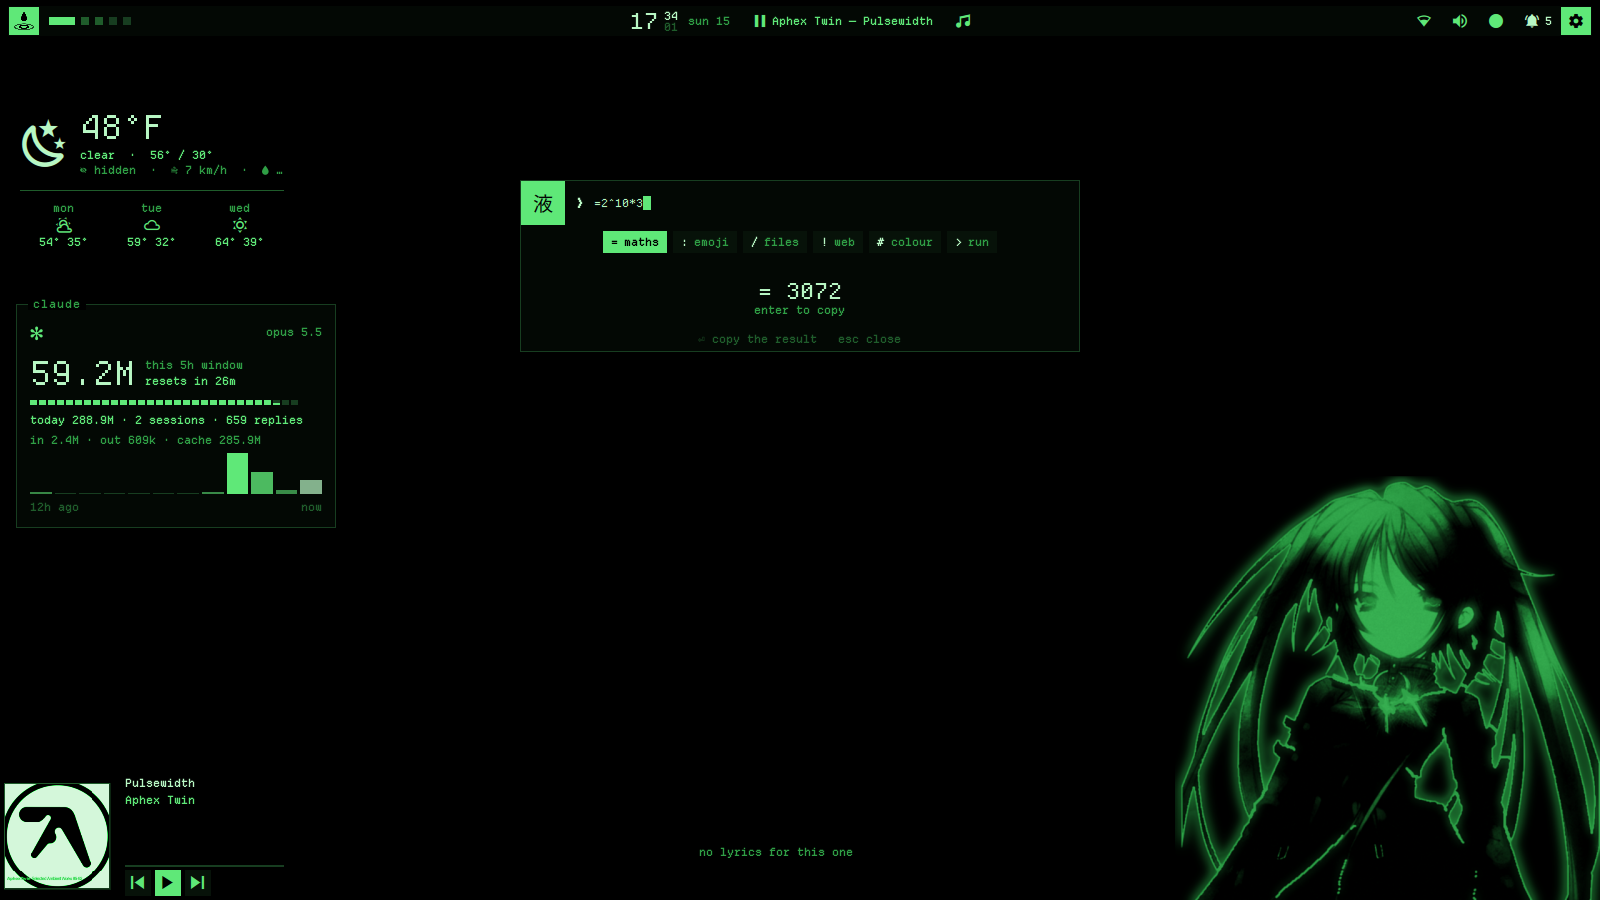 17 34 01 sun 15 Aphex Twin — Pulsewidth 5
48°F
clear · 56° / 30°
hidden · 7 km/h · …
mon tue wed
54° 35° 59° 32° 64° 39°
液 ❯ =2^10*3
= maths : emoji / files ! web # colour > run
= 3072
enter to copy
⏎ copy the result esc close
claude
✻ opus 5.5
59.2M this 5h window
resets in 26m
today 288.9M · 2 sessions · 659 replies
in 2.4M · out 609k · cache 285.9M
12h ago now
Pulsewidth
Aphex Twin
no lyrics for this one